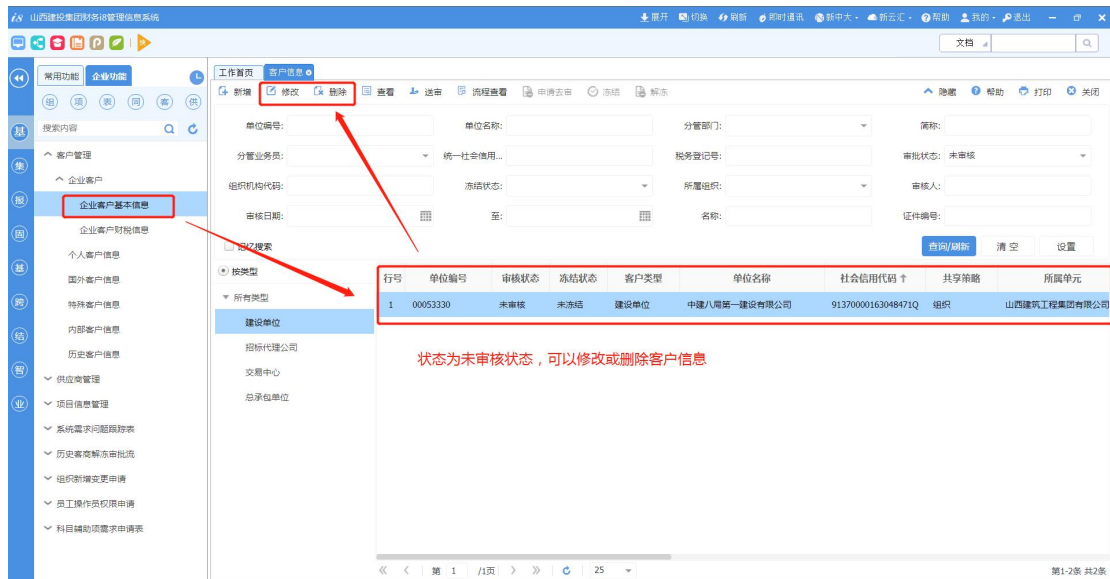 i8 山西建投集团财务i8管理信息系统 展开 切换 刷新 即时通讯 新中大 新云汇 帮助 我的 退出
文档
常用功能 企业功能
组 项 表 同 客 供
搜索内容
基
集
报
固
基
跨
结
智
业
客户管理
企业客户
企业客户基本信息
企业客户财税信息
个人客户信息
国外客户信息
特殊客户信息
内部客户信息
历史客户信息
供应商管理
项目信息管理
系统需求问题跟踪表
历史客商解冻审批流
组织新增变更申请
员工操作员权限申请
科目辅助项需求申请表
工作首页 客户信息
新增 修改 删除 查看 送审 流程查看 申请去审 冻结 解冻 隐藏 帮助 打印 关闭
单位编号: 单位名称: 分管部门: 简称:
分管业务员: 统一社会信用... 税务登记号: 审批状态: 未审核
组织机构代码: 冻结状态: 所属组织: 审核人:
审核日期: 至: 名称: 证件编号:
记忆搜索 查询/刷新 清空 设置
按类型
所有类型
建设单位
招标代理公司
交易中心
总承包单位
行号 单位编号 审核状态 冻结状态 客户类型 单位名称 社会信用代码 共享策略 所属单元
1 00053330 未审核 未冻结 建设单位 中建八局第一建设有限公司 91370000163048471Q 组织 山西建筑工程集团有限公司
状态为未审核状态，可以修改或删除客户信息
第 1 /1页 25 第1-2条 共2条